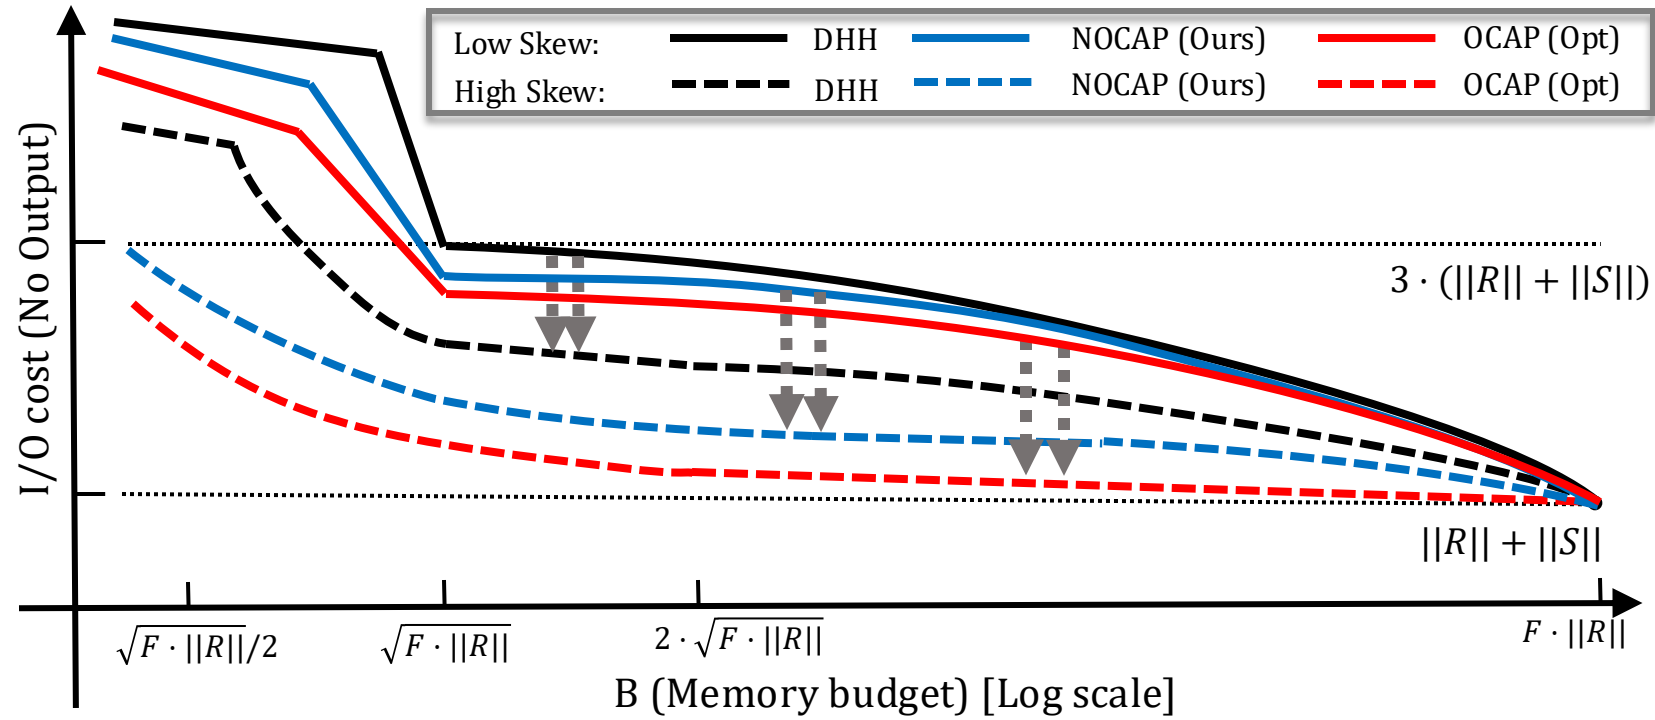 Low Skew: DHH NOCAP (Ours) OCAP (Opt)
High Skew: DHH NOCAP (Ours) OCAP (Opt)
I/O cost (No Output)
3 · (||R|| + ||S||)
||R|| + ||S||
√F · ||R||/2 √F · ||R|| 2 · √F · ||R|| F · ||R||
B (Memory budget) [Log scale]